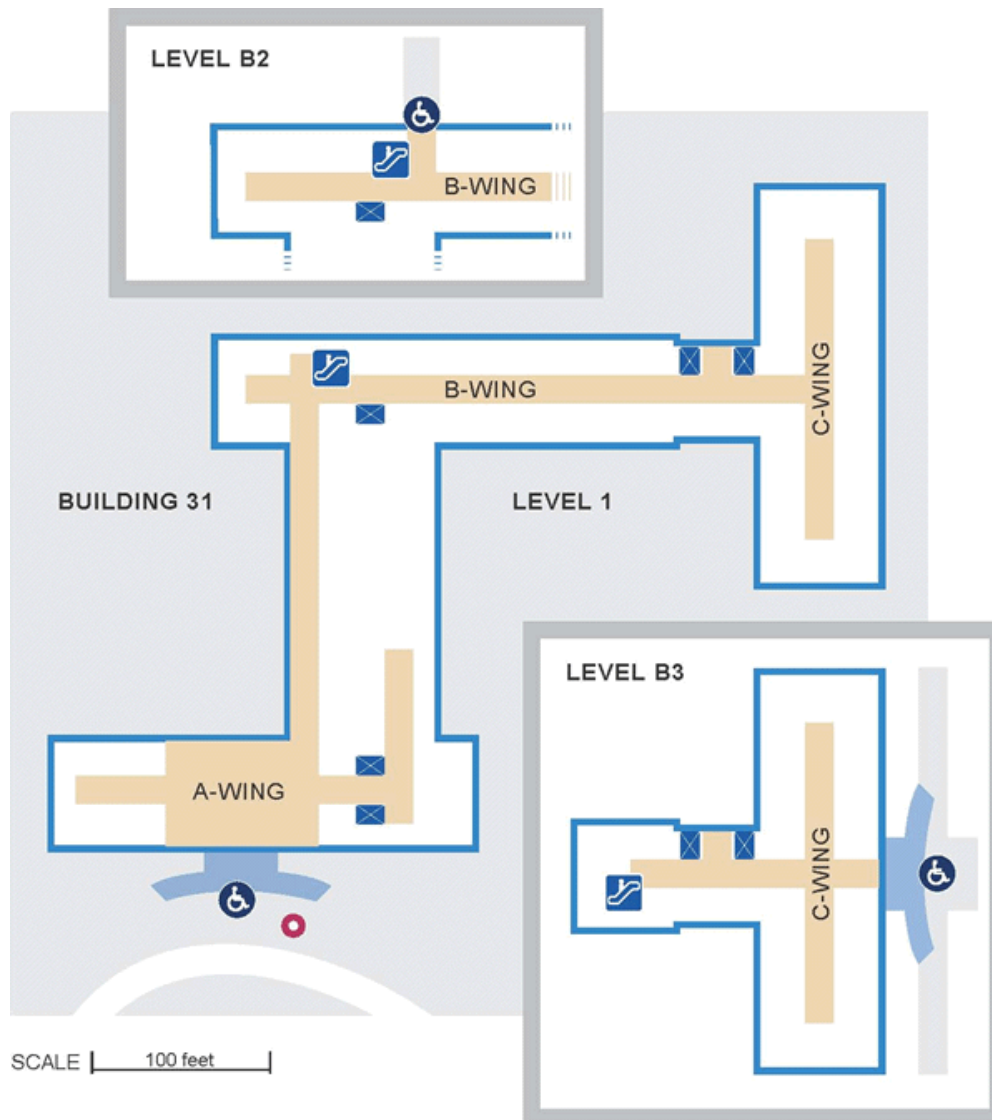 LEVEL B2
B-WING
B-WING
C-WING
BUILDING 31
LEVEL 1
LEVEL B3
A-WING
C-WING
SCALE
100 feet